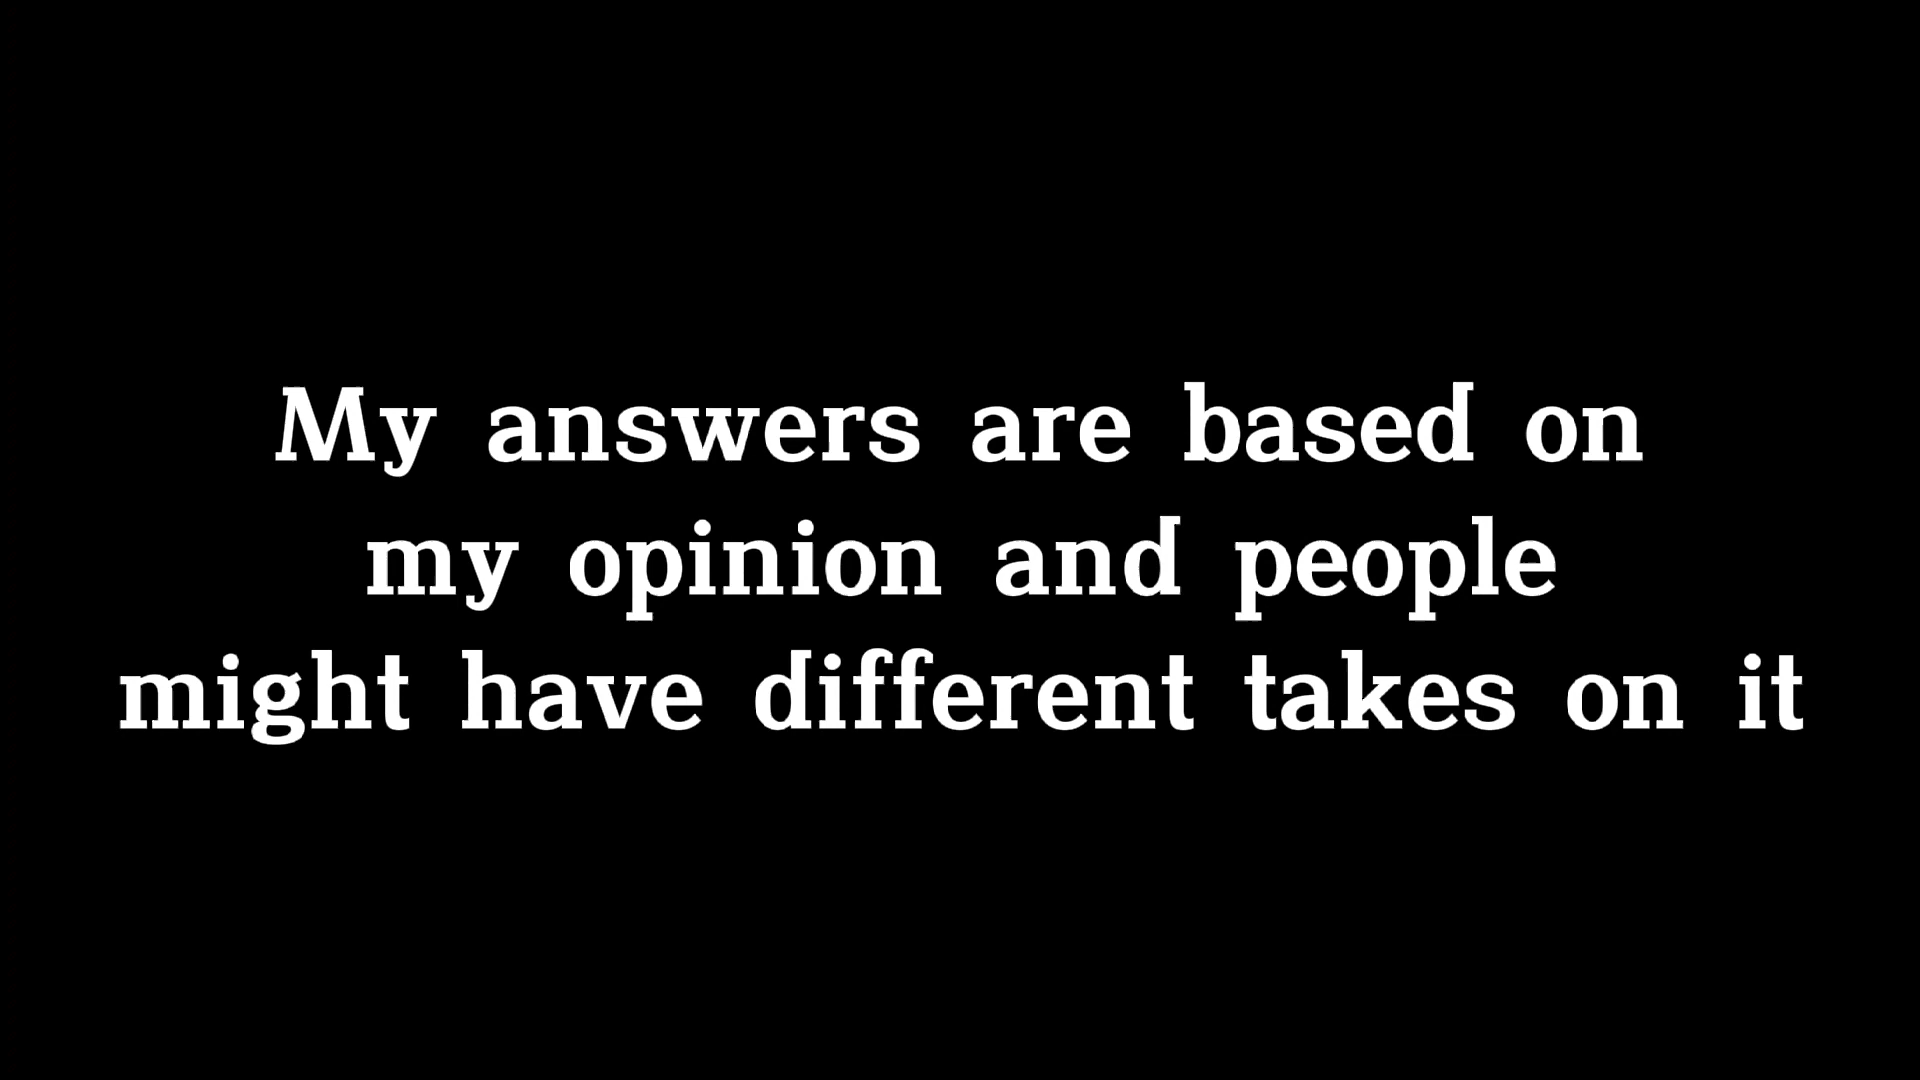 My answers are based on
my opinion and people
might have different takes on it